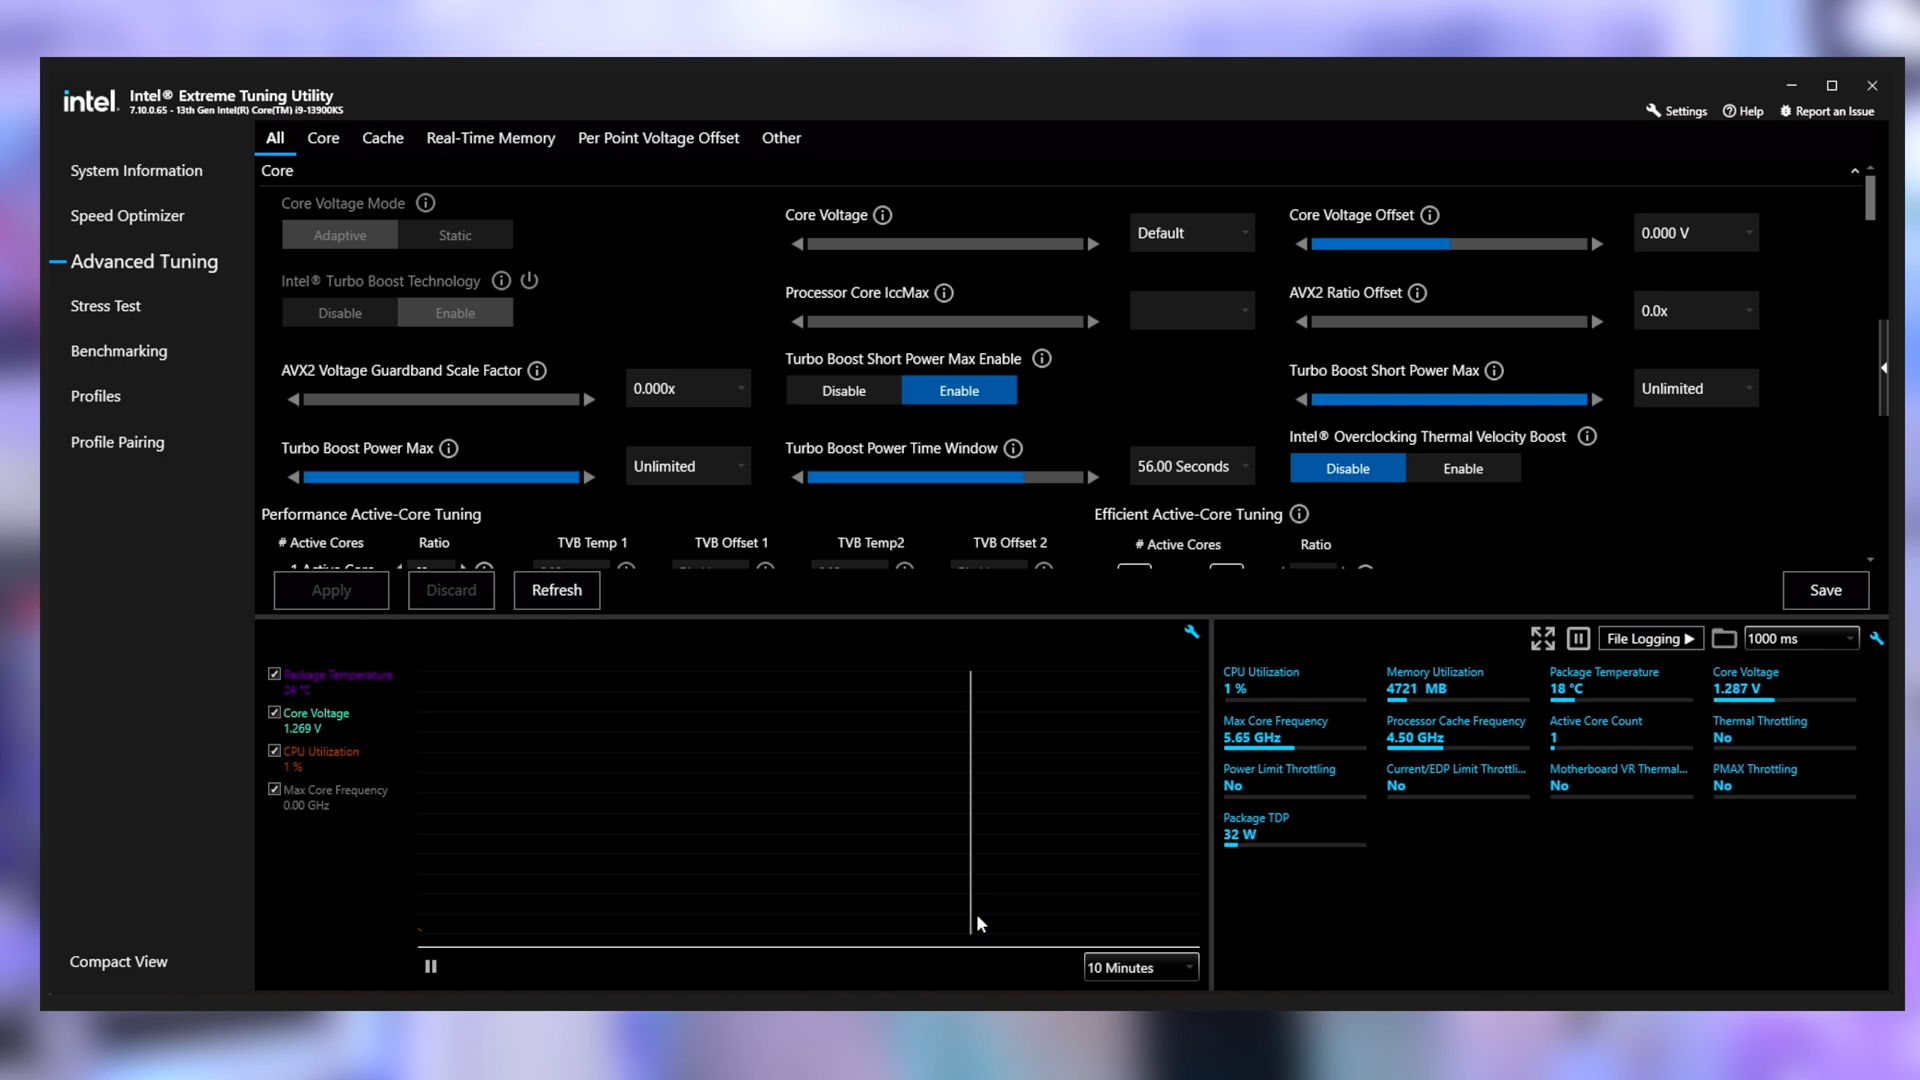 intel.
Intel® Extreme Tuning Utility
7.10.0.65 - 13th Gen Intel(R) Core(TM) i9-13900KS
Settings
Help
Report an Issue
All
Core
Cache
Real-Time Memory
Per Point Voltage Offset
Other
System Information
Speed Optimizer
Advanced Tuning
Stress Test
Benchmarking
Profiles
Profile Pairing
Compact View
Core
Core Voltage Mode
Adaptive
Static
Core Voltage
Default
Core Voltage Offset
0.000 V
Intel® Turbo Boost Technology
Disable
Enable
Processor Core IccMax
AVX2 Ratio Offset
0.0x
AVX2 Voltage Guardband Scale Factor
0.000x
Turbo Boost Short Power Max Enable
Disable
Enable
Turbo Boost Short Power Max
Unlimited
Turbo Boost Power Max
Unlimited
Turbo Boost Power Time Window
56.00 Seconds
Intel® Overclocking Thermal Velocity Boost
Disable
Enable
Performance Active-Core Tuning
# Active Cores
Ratio
TVB Temp 1
TVB Offset 1
TVB Temp2
TVB Offset 2
Efficient Active-Core Tuning
# Active Cores
Ratio
1 Active Core
Apply
Discard
Refresh
Save
Package Temperature
24 °C
Core Voltage
1.269 V
CPU Utilization
1 %
Max Core Frequency
0.00 GHz
10 Minutes
File Logging
1000 ms
CPU Utilization
1 %
Memory Utilization
4721 MB
Package Temperature
18 °C
Core Voltage
1.287 V
Max Core Frequency
5.65 GHz
Processor Cache Frequency
4.50 GHz
Active Core Count
1
Thermal Throttling
No
Power Limit Throttling
No
Current/EDP Limit Throttli...
No
Motherboard VR Thermal...
No
PMAX Throttling
No
Package TDP
32 W